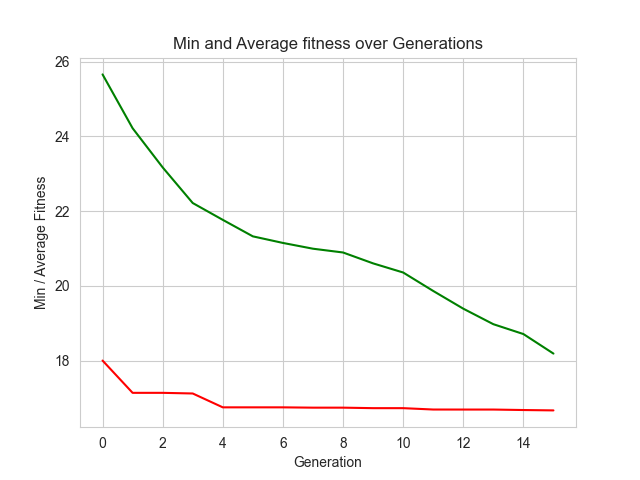 Min and Average fitness over Generations
26
24
22
20
18
Min / Average Fitness
0 2 4 6 8 10 12 14
Generation